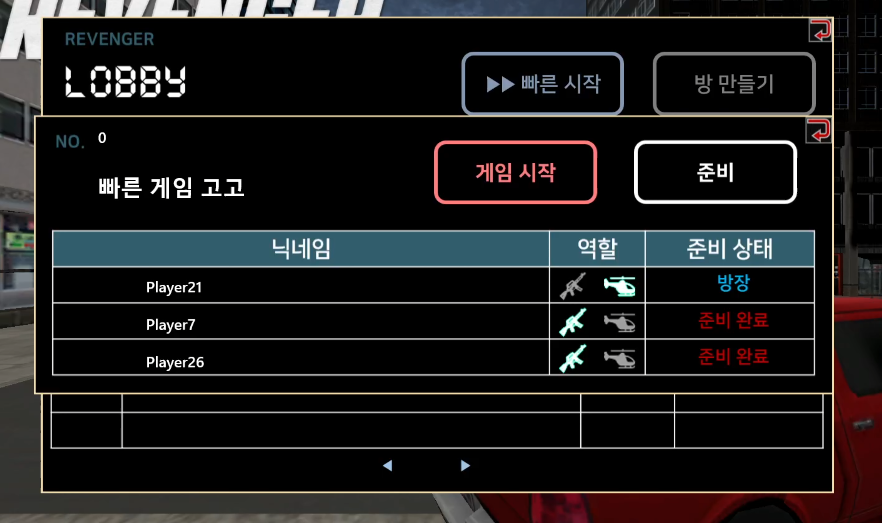 REVENGER
REVENGER
LOBBY
▶▶ 빠른 시작
방 만들기
NO. 0
빠른 게임 고고
게임 시작
준비
닉네임 역할 준비 상태
Player21 방장
Player7 준비 완료
Player26 준비 완료